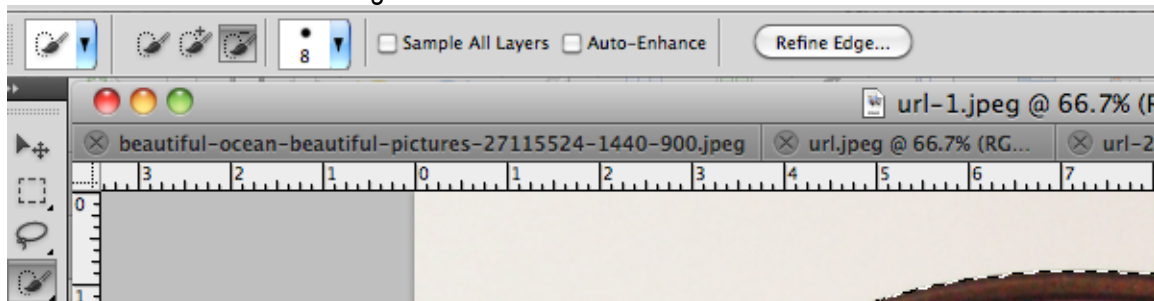 8 Sample All Layers Auto-Enhance Refine Edge...
url-1.jpeg @ 66.7% (R
beautiful-ocean-beautiful-pictures-27115524-1440-900.jpeg url.jpeg @ 66.7% (RG... url-2
3 2 1 0 1 2 3 4 5 6 7
0
1